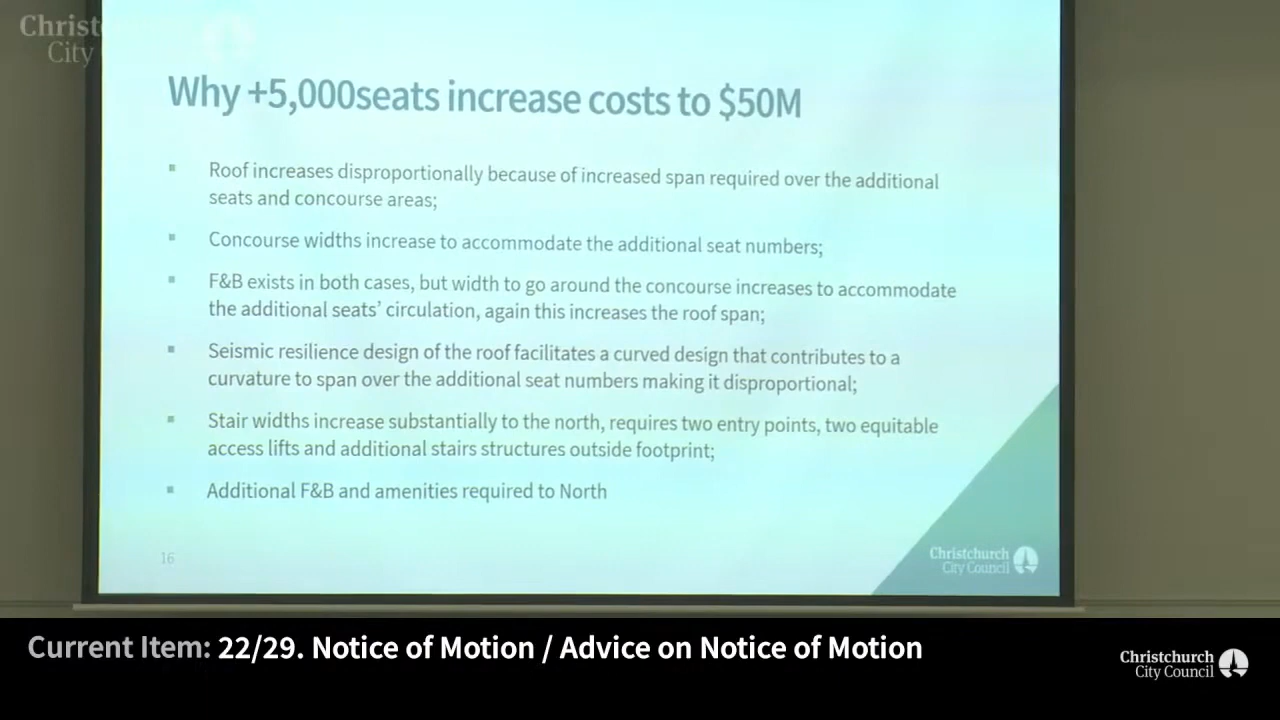 Christ
City
Why +5,000seats increase costs to $50M
Roof increases disproportionally because of increased span required over the additional
seats and concourse areas;
Concourse widths increase to accommodate the additional seat numbers;
F&B exists in both cases, but width to go around the concourse increases to accommodate
the additional seats’ circulation, again this increases the roof span;
Seismic resilience design of the roof facilitates a curved design that contributes to a
curvature to span over the additional seat numbers making it disproportional;
Stair widths increase substantially to the north, requires two entry points, two equitable
access lifts and additional stairs structures outside footprint;
Additional F&B and amenities required to North
16
Christchurch
City Council
Current Item: 22/29. Notice of Motion / Advice on Notice of Motion
Christchurch
City Council